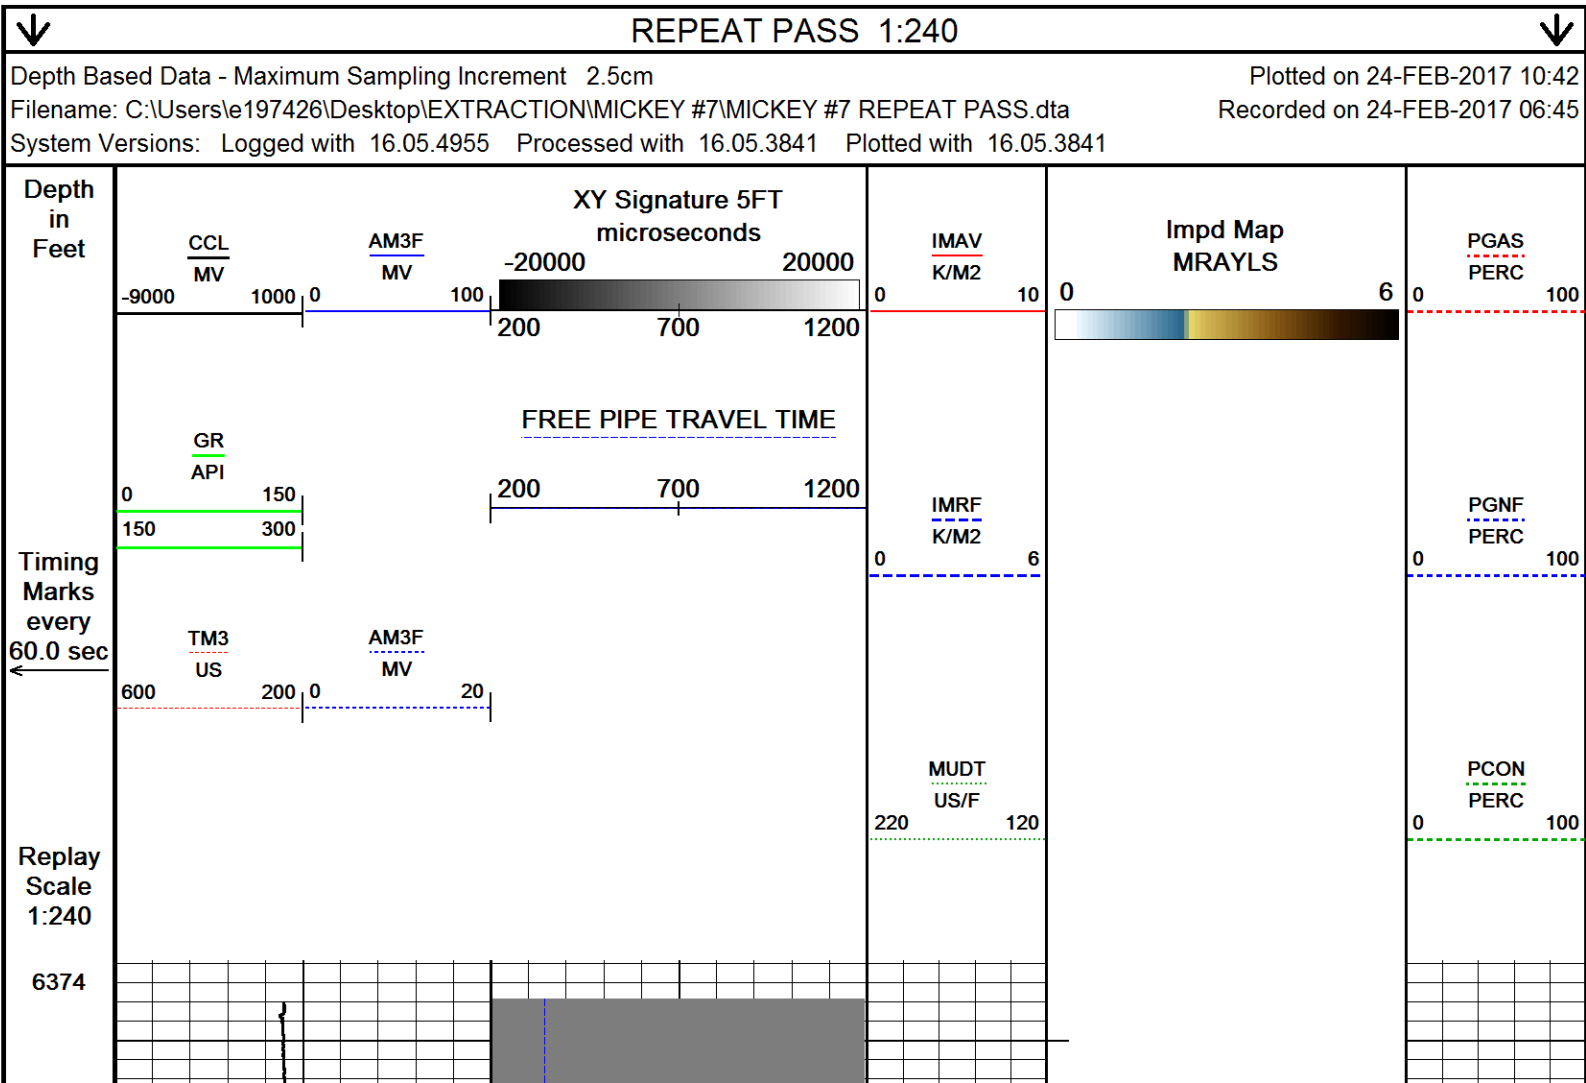 REPEAT PASS 1:240
Depth Based Data - Maximum Sampling Increment 2.5cm
Plotted on 24-FEB-2017 10:42
Filename: C:\Users\e197426\Desktop\EXTRACTION\MICKEY #7\MICKEY #7 REPEAT PASS.dta
Recorded on 24-FEB-2017 06:45
System Versions: Logged with 16.05.4955 Processed with 16.05.3841 Plotted with 16.05.3841
Depth
in
Feet
CCL
MV
-9000 1000
AM3F
MV
0 100
XY Signature 5FT
microseconds
-20000 20000
200 700 1200
IMAV
K/M2
0 10
Impd Map
MRAYLS
0 6
PGAS
PERC
0 100
FREE PIPE TRAVEL TIME
200 700 1200
GR
API
0 150
150 300
IMRF
K/M2
0 6
PGNF
PERC
0 100
Timing
Marks
every
60.0 sec
TM3
US
600 200
AM3F
MV
0 20
MUDT
US/F
220 120
PCON
PERC
0 100
Replay
Scale
1:240
6374